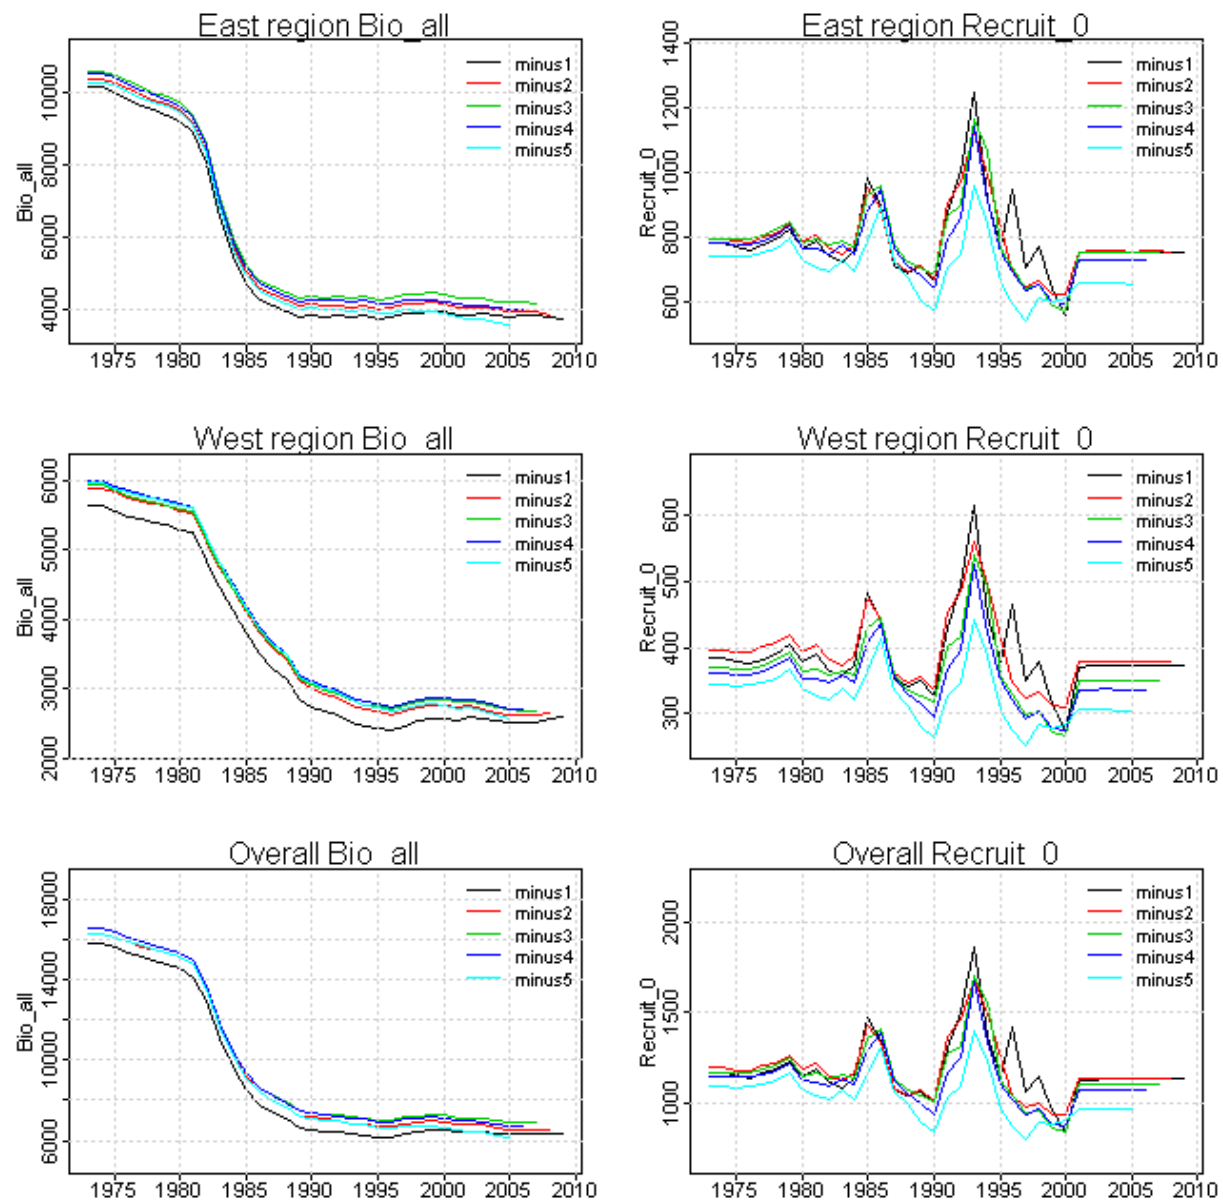 East region Bio_all
Bio_all
4000 6000 8000 10000
minus1
minus2
minus3
minus4
minus5
1975 1980 1985 1990 1995 2000 2005 2010
East region Recruit_0
Recruit_0
600 800 1000 1200 1400
minus1
minus2
minus3
minus4
minus5
1975 1980 1985 1990 1995 2000 2005 2010
West region Bio_all
Bio_all
2000 3000 4000 5000 6000
minus1
minus2
minus3
minus4
minus5
1975 1980 1985 1990 1995 2000 2005 2010
West region Recruit_0
Recruit_0
300 400 500 600
minus1
minus2
minus3
minus4
minus5
1975 1980 1985 1990 1995 2000 2005 2010
Overall Bio_all
Bio_all
6000 10000 14000 18000
minus1
minus2
minus3
minus4
minus5
1975 1980 1985 1990 1995 2000 2005 2010
Overall Recruit_0
Recruit_0
1000 1500 2000
minus1
minus2
minus3
minus4
minus5
1975 1980 1985 1990 1995 2000 2005 2010